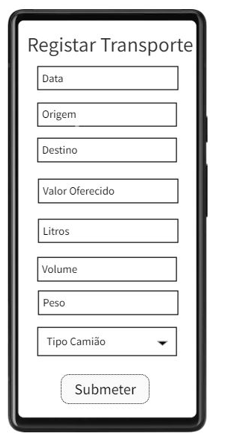 Registar Transporte
Data
Origem
Destino
Valor Oferecido
Litros
Volume
Peso
Tipo Camião
Submeter